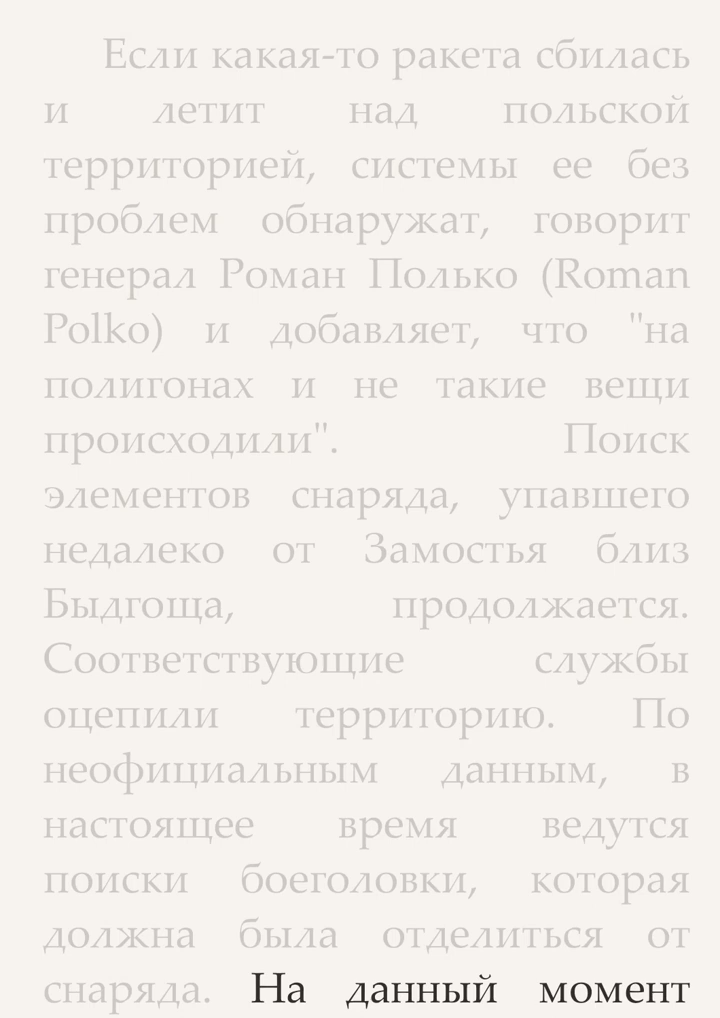 Если какая-то ракета сбилась
и летит над польской
территорией, системы ее без
проблем обнаружат, говорит
генерал Роман Полько (Roman
Polko) и добавляет, что "на
полигонах и не такие вещи
происходили". Поиск
элементов снаряда, упавшего
недалеко от Замостья близ
Быдгоща, продолжается.
Соответствующие службы
оцепили территорию. По
неофициальным данным, в
настоящее время ведутся
поиски боеголовки, которая
должна была отделиться от
снаряда. На данный момент